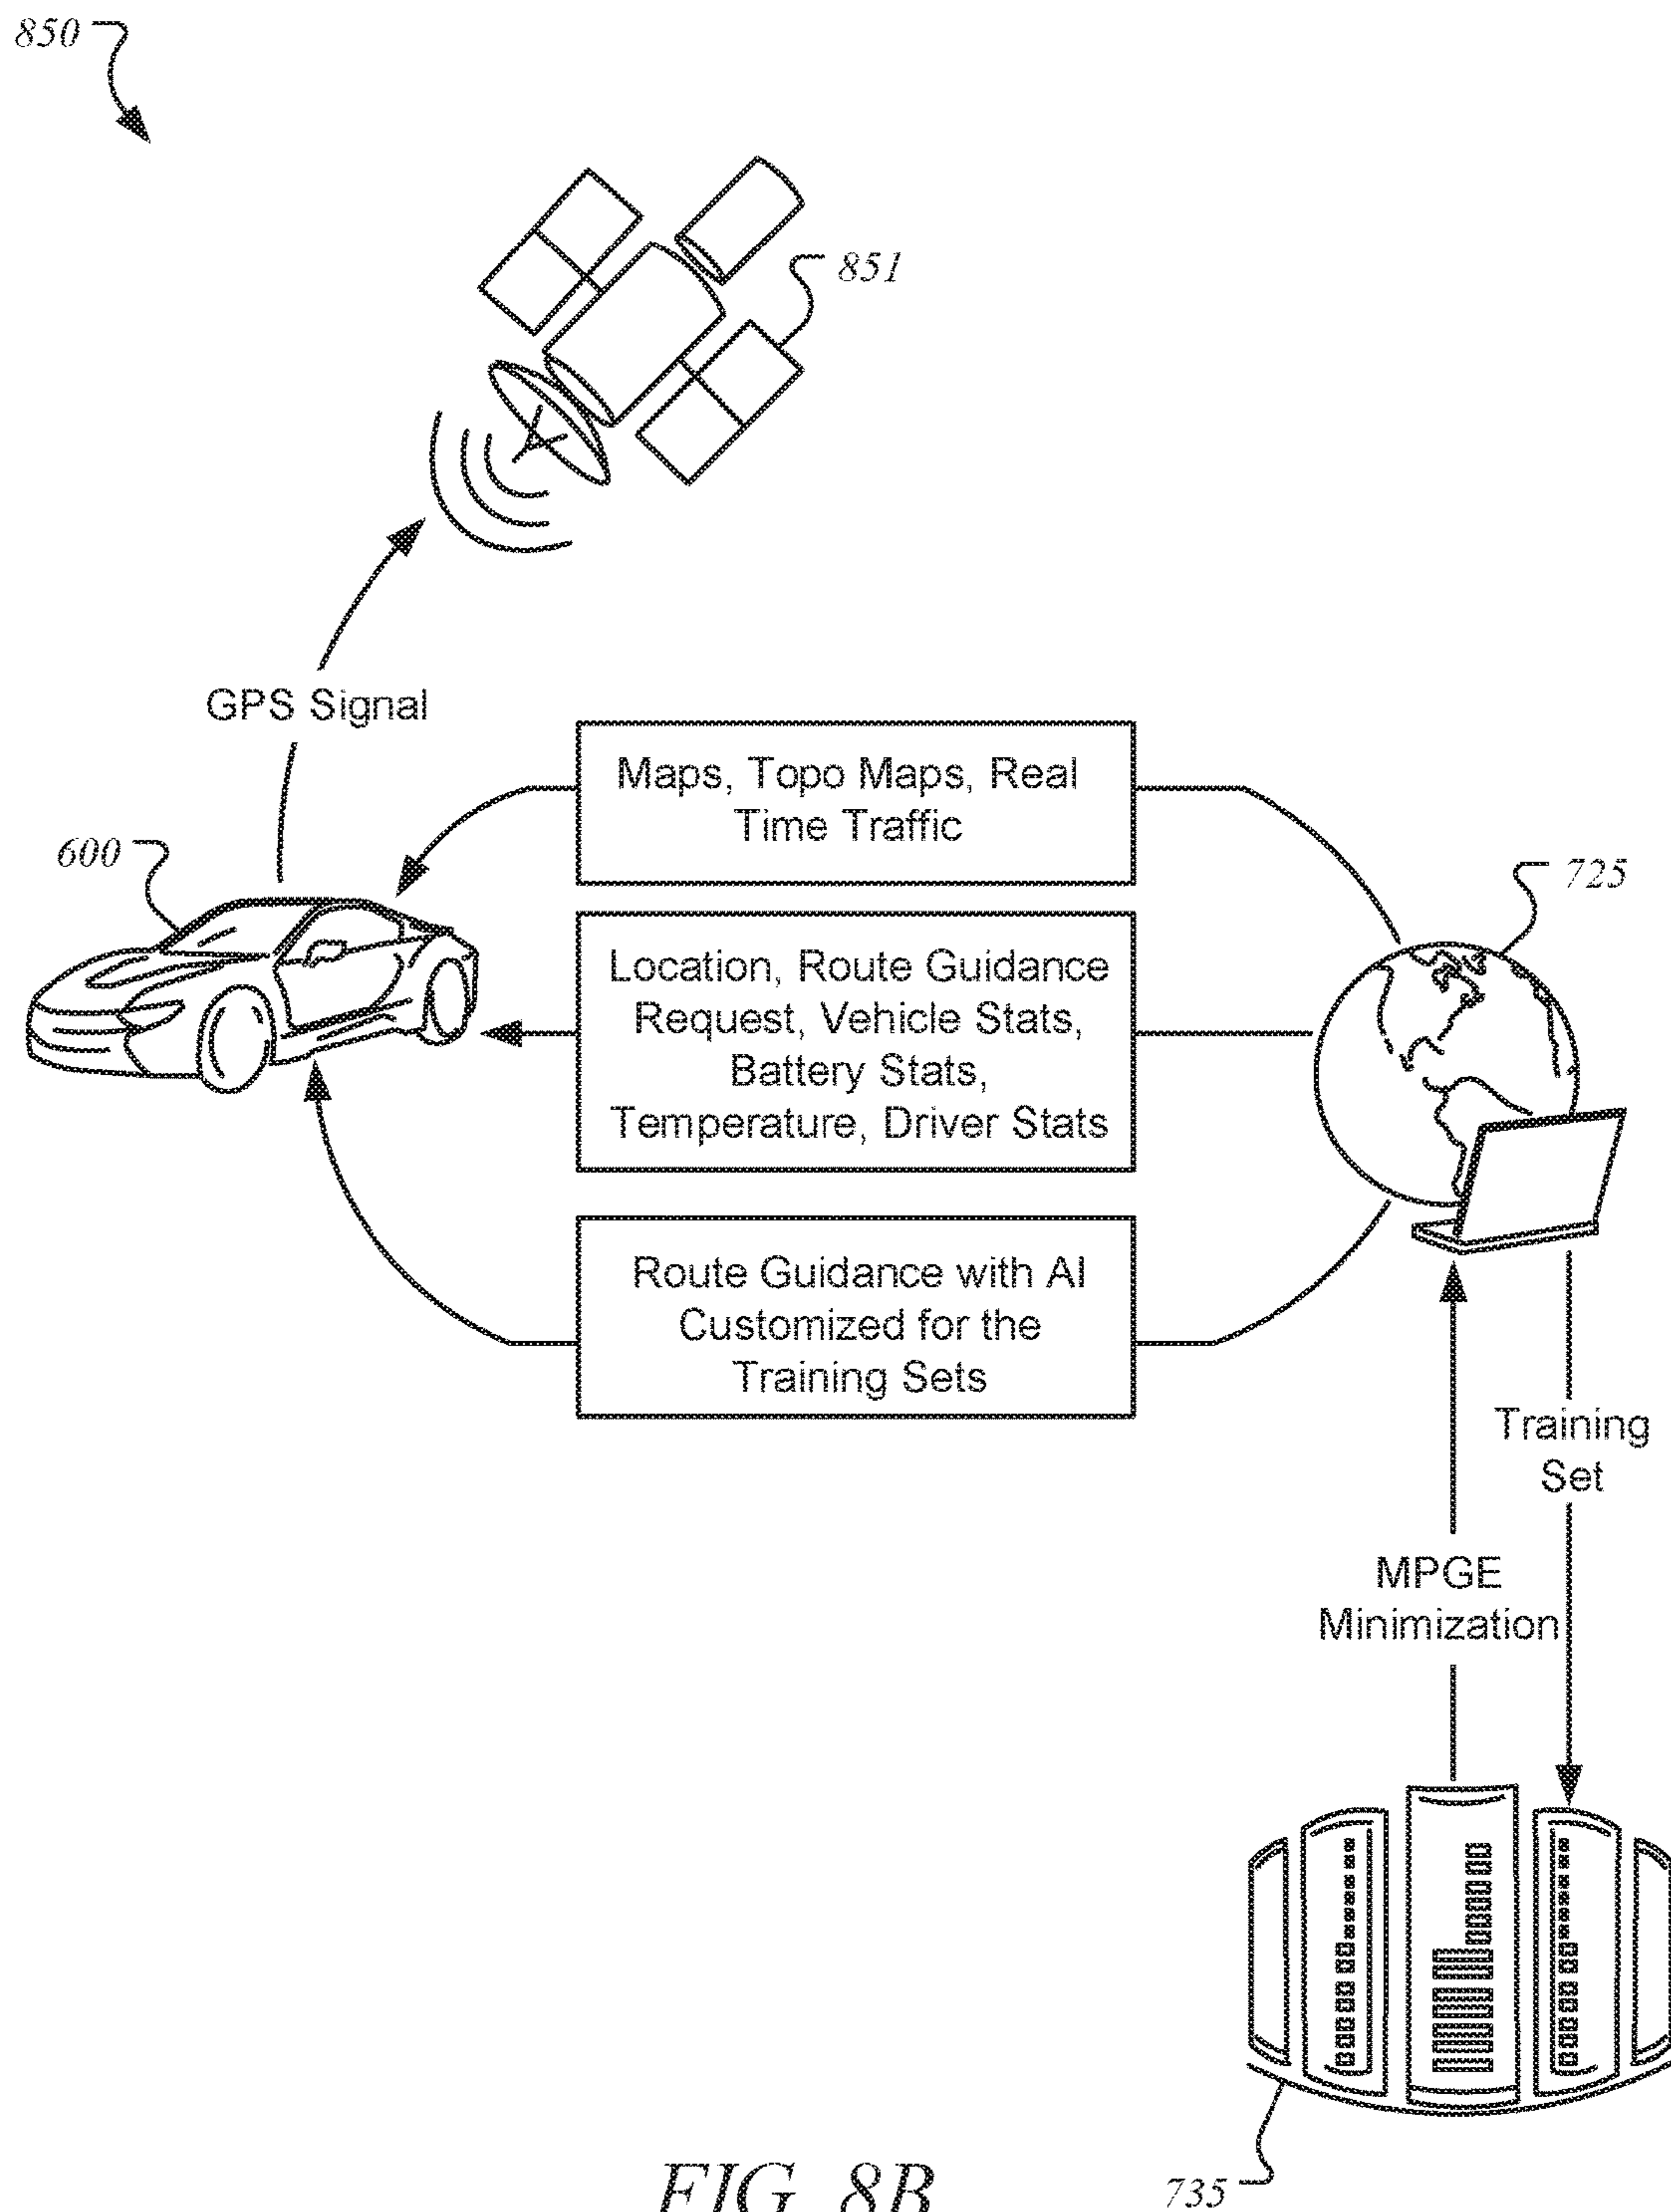 850
851
GPS Signal
Maps, Topo Maps, Real
Time Traffic
600
725
Location, Route Guidance
Request, Vehicle Stats,
Battery Stats,
Temperature, Driver Stats
Route Guidance with AI
Customized for the
Training Sets
Training
Set
MPGE
Minimization
735
FIG. 8B